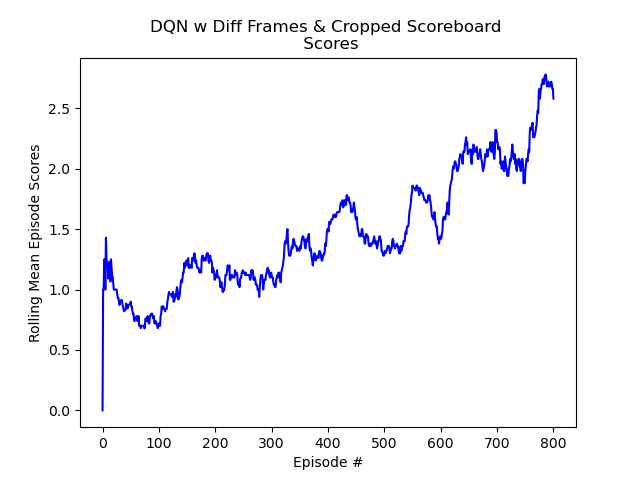 DQN w Diff Frames & Cropped Scoreboard
Scores
Rolling Mean Episode Scores
2.5
2.0
1.5
1.0
0.5
0.0
0 100 200 300 400 500 600 700 800
Episode #